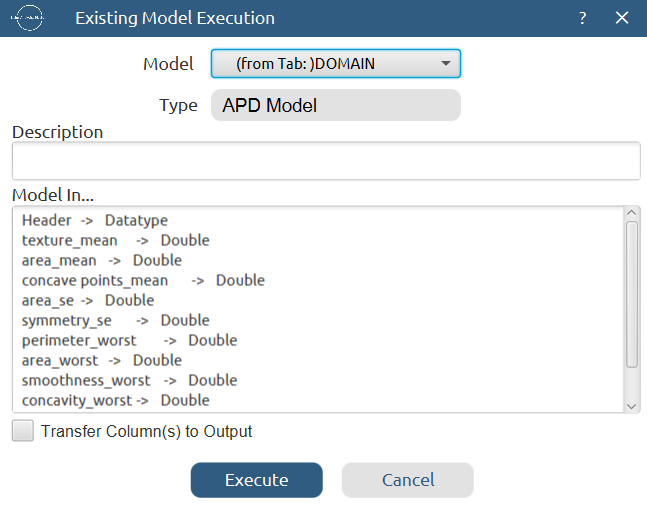 Existing Model Execution ?
Model (from Tab: )DOMAIN
Type APD Model
Description
Model In...
Header -> Datatype
texture_mean -> Double
area_mean -> Double
concave points_mean -> Double
area_se -> Double
symmetry_se -> Double
perimeter_worst -> Double
area_worst -> Double
smoothness_worst -> Double
concavity_worst -> Double
Transfer Column(s) to Output
Execute Cancel